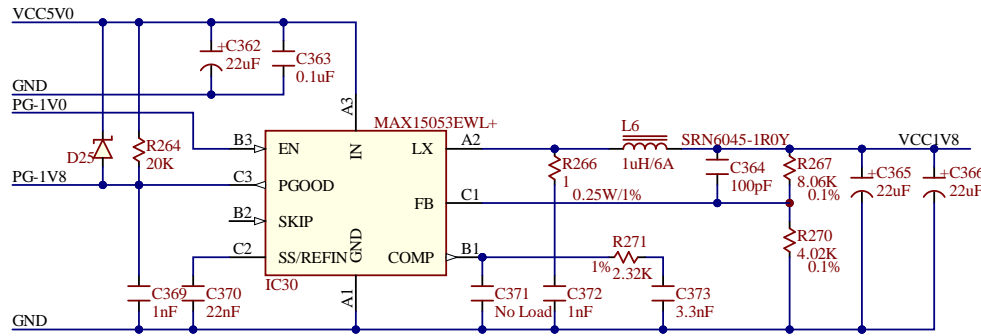 VCC5V0
+C362
22uF
C363
0.1uF
GND
PG-1V0
A3
MAX15053EWL+
D25
R264
20K
B3
EN
IN
LX
A2
L6
SRN6045-1R0Y
1uH/6A
VCC1V8
PG-1V8
C3
PGOOD
R266
1
0.25W/1%
C364
100pF
R267
8.06K
0.1%
+C365
22uF
+C366
22uF
B2
SKIP
FB
C1
R270
4.02K
0.1%
C2
SS/REFIN
GND
COMP
B1
R271
1%
2.32K
IC30
A1
C369
1nF
C370
22nF
C371
No Load
C372
1nF
C373
3.3nF
GND